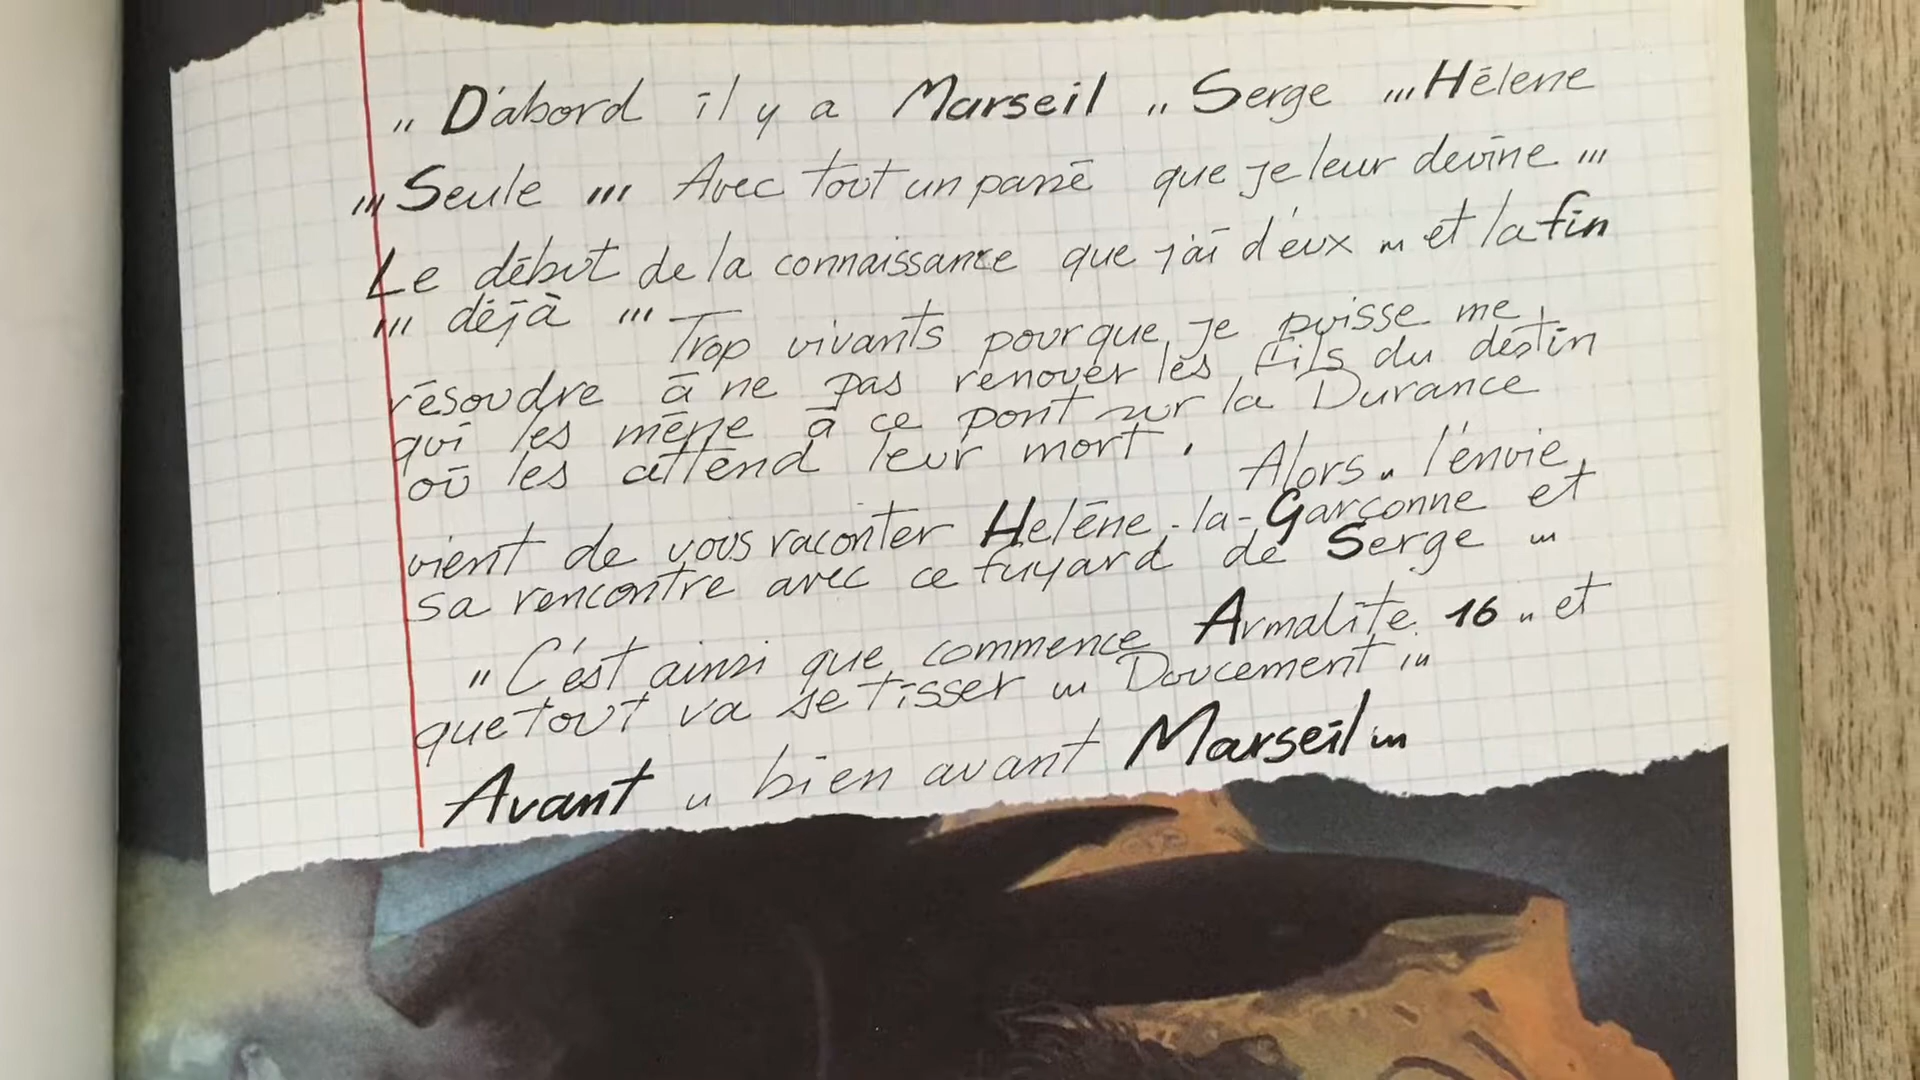 „ D'abord il y a Marseil „ Serge ... Hélène
... Seule ... Avec tout un passé que je leur devine ...
Le début de la connaissance que j'ai d'eux ... et la fin
... déjà ...
Trop vivants pour que je puisse me
résoudre à ne pas renouer les fils du destin
qui les mène à ce pont sur la Durance
où les attend leur mort .
Alors .. l'envie
vient de vous raconter Helène-la-Garçonne et
sa rencontre avec ce fuyard de Serge ...
„ C'est ainsi que commence Armalite 16 .. et
que tout va se tisser ... Doucement ...
Avant .. bien avant Marseil ...